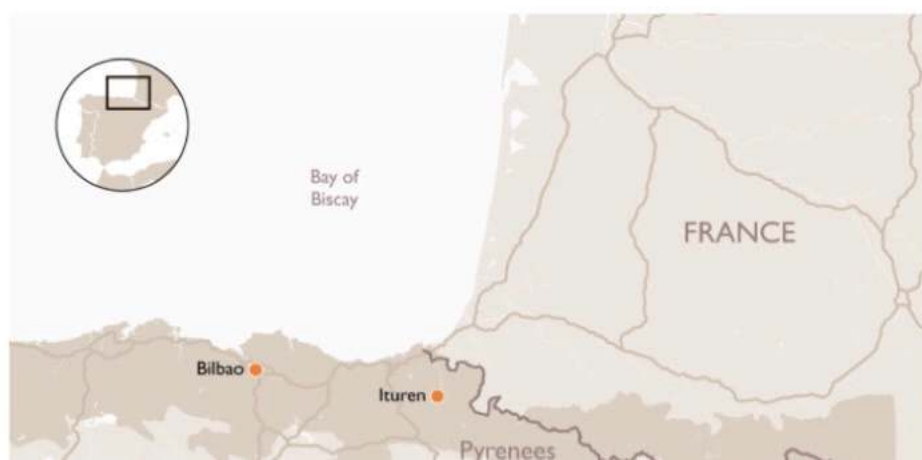 Bay of
Biscay
FRANCE
Bilbao
Ituren
Pyrenees